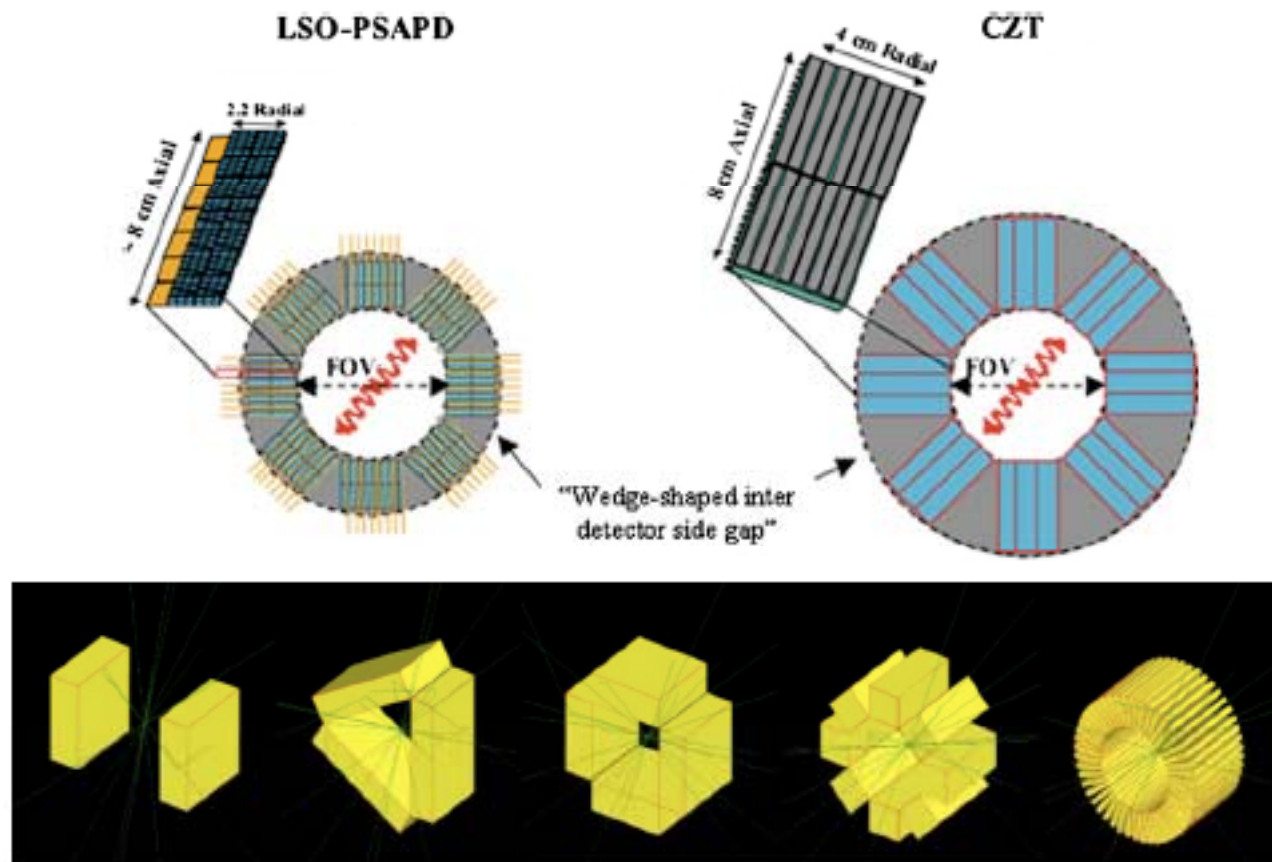 LSO-PSAPD
CZT
2.2 Radial
~ 8 cm Axial
4 cm Radial
8 cm Axial
FOV
FOV
“Wedge-shaped inter
detector side gap”